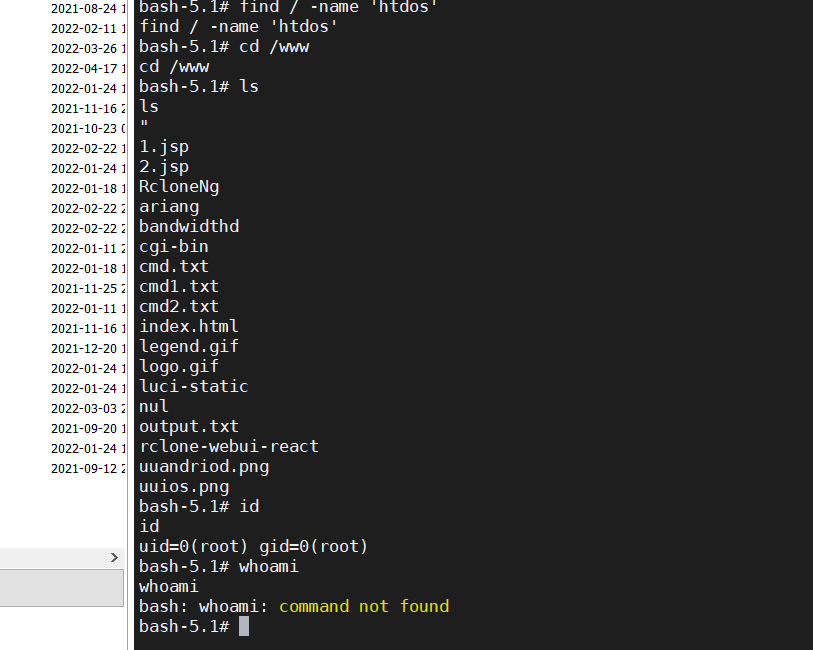 2021-08-24 1
2022-02-11 1
2022-03-26 1
2022-04-17 1
2022-01-24 1
2021-11-16 2
2021-10-23 0
2022-02-22 1
2022-01-24 1
2022-01-18 1
2022-02-22 2
2022-02-22 2
2022-01-11 2
2022-01-18 1
2021-11-25 2
2022-01-11 1
2021-11-16 1
2021-12-20 1
2022-01-24 1
2022-01-24 1
2022-03-03 2
2021-09-20 1
2022-01-24 1
2021-09-12 2
bash-5.1# find / -name 'htdos'
find / -name 'htdos'
bash-5.1# cd /www
cd /www
bash-5.1# ls
ls
"
1.jsp
2.jsp
RcloneNg
ariang
bandwidthd
cgi-bin
cmd.txt
cmd1.txt
cmd2.txt
index.html
legend.gif
logo.gif
luci-static
nul
output.txt
rclone-webui-react
uuandriod.png
uuios.png
bash-5.1# id
id
uid=0(root) gid=0(root)
bash-5.1# whoami
whoami
bash: whoami: command not found
bash-5.1#